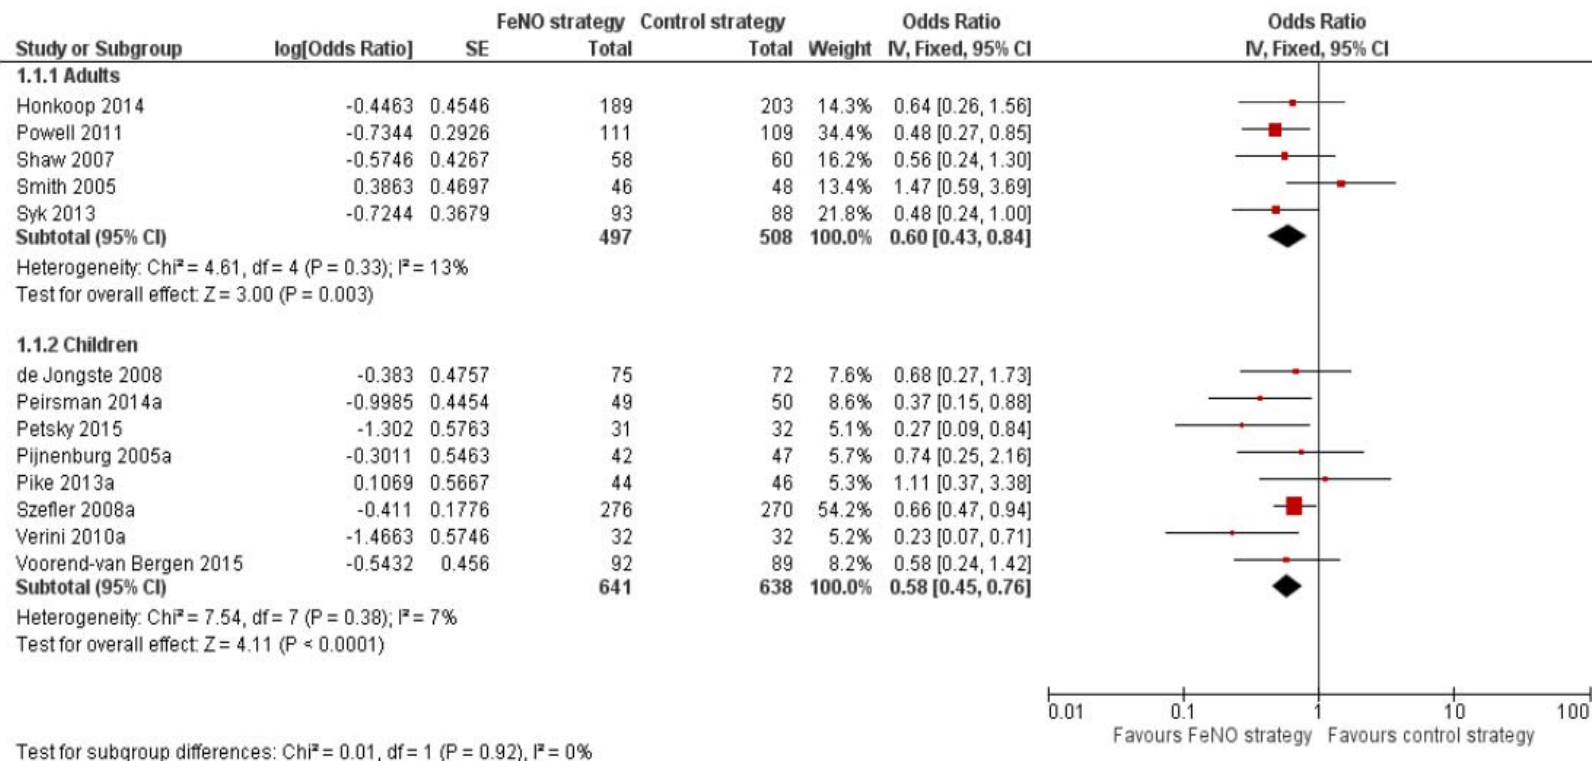 FeNO strategy Control strategy Odds Ratio Odds Ratio
Study or Subgroup log[Odds Ratio] SE Total Total Weight IV, Fixed, 95% CI IV, Fixed, 95% CI
1.1.1 Adults
Honkoop 2014 -0.4463 0.4546 189 203 14.3% 0.64 [0.26, 1.56]
Powell 2011 -0.7344 0.2926 111 109 34.4% 0.48 [0.27, 0.85]
Shaw 2007 -0.5746 0.4267 58 60 16.2% 0.56 [0.24, 1.30]
Smith 2005 0.3863 0.4697 46 48 13.4% 1.47 [0.59, 3.69]
Syk 2013 -0.7244 0.3679 93 88 21.8% 0.48 [0.24, 1.00]
Subtotal (95% CI) 497 508 100.0% 0.60 [0.43, 0.84]
Heterogeneity: Chi² = 4.61, df = 4 (P = 0.33); I² = 13%
Test for overall effect: Z = 3.00 (P = 0.003)
1.1.2 Children
de Jongste 2008 -0.383 0.4757 75 72 7.6% 0.68 [0.27, 1.73]
Peirsman 2014a -0.9985 0.4454 49 50 8.6% 0.37 [0.15, 0.88]
Petsky 2015 -1.302 0.5763 31 32 5.1% 0.27 [0.09, 0.84]
Pijnenburg 2005a -0.3011 0.5463 42 47 5.7% 0.74 [0.25, 2.16]
Pike 2013a 0.1069 0.5667 44 46 5.3% 1.11 [0.37, 3.38]
Szefler 2008a -0.411 0.1776 276 270 54.2% 0.66 [0.47, 0.94]
Verini 2010a -1.4663 0.5746 32 32 5.2% 0.23 [0.07, 0.71]
Voorend-van Bergen 2015 -0.5432 0.456 92 89 8.2% 0.58 [0.24, 1.42]
Subtotal (95% CI) 641 638 100.0% 0.58 [0.45, 0.76]
Heterogeneity: Chi² = 7.54, df = 7 (P = 0.38); I² = 7%
Test for overall effect: Z = 4.11 (P < 0.0001)
0.01 0.1 1 10 100
Favours FeNO strategy Favours control strategy
Test for subgroup differences: Chi² = 0.01, df = 1 (P = 0.92), I² = 0%